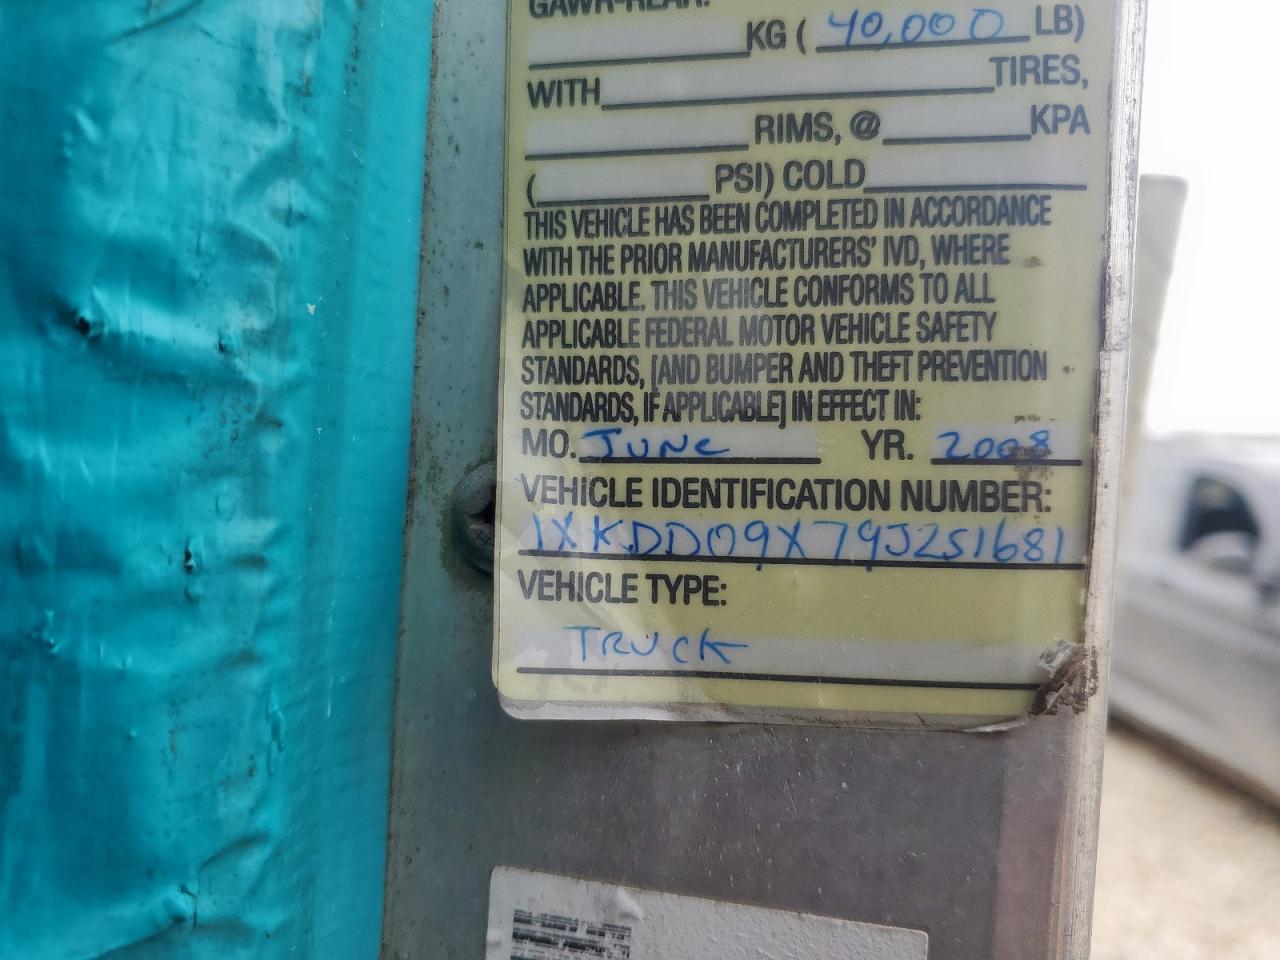 GAWR-REAR:
KG ( 40,000 LB)
WITH TIRES,
RIMS, @ KPA
( PSI) COLD
THIS VEHICLE HAS BEEN COMPLETED IN ACCORDANCE
WITH THE PRIOR MANUFACTURERS' IVD, WHERE
APPLICABLE. THIS VEHICLE CONFORMS TO ALL
APPLICABLE FEDERAL MOTOR VEHICLE SAFETY
STANDARDS, [AND BUMPER AND THEFT PREVENTION
STANDARDS, IF APPLICABLE] IN EFFECT IN:
MO. JUNE YR. 2008
VEHICLE IDENTIFICATION NUMBER:
1XKDD09X79J251681
VEHICLE TYPE:
TRUCK